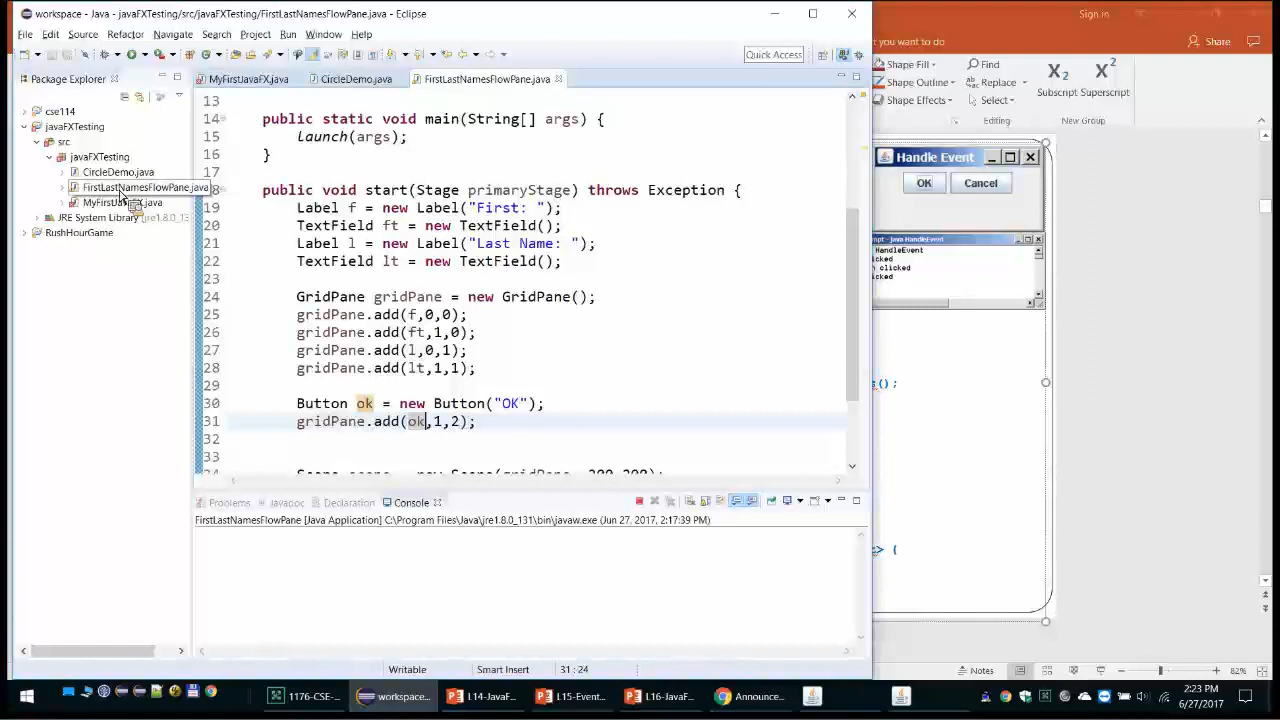 workspace - Java - javaFXTesting/src/javaFXTesting/FirstLastNamesFlowPane.java - Eclipse
Sign in
File Edit Source Refactor Navigate Search Project Run Window Help
you want to do
Share
Quick Access
Package Explorer
MyFirstJavaFX.java
CircleDemo.java
FirstLastNamesFlowPane.java
Shape Fill
Shape Outline
Shape Effects
Find
Replace
Select
Editing
Subscript Superscript
New Group
cse114
javaFXTesting
src
javaFXTesting
CircleDemo.java
FirstLastNamesFlowPane.java
JRE System Library [jre1.8.0_13
RushHourGame
13
14 public static void main(String[] args) {
15 launch(args);
16 }
17
18 public void start(Stage primaryStage) throws Exception {
19 Label f = new Label("First: ");
20 TextField ft = new TextField();
21 Label l = new Label("Last Name: ");
22 TextField lt = new TextField();
23
24 GridPane gridPane = new GridPane();
25 gridPane.add(f,0,0);
26 gridPane.add(ft,1,0);
27 gridPane.add(l,0,1);
28 gridPane.add(lt,1,1);
29
30 Button ok = new Button("OK");
31 gridPane.add(ok,1,2);
32
33
Handle Event
OK Cancel
mpt - java HandleEvent
HandleEvent
icked
n clicked
icked
s();
=> {
Problems Javadoc Declaration Console
FirstLastNamesFlowPane [Java Application] C:\Program Files\Java\jre1.8.0_131\bin\javaw.exe (Jun 27, 2017, 2:17:39 PM)
Writable Smart Insert 31 : 24
Notes 82%
1176-CSE-... workspace... L14-JavaF... L15-Event... L16-JavaF... Announce...
2:23 PM
6/27/2017